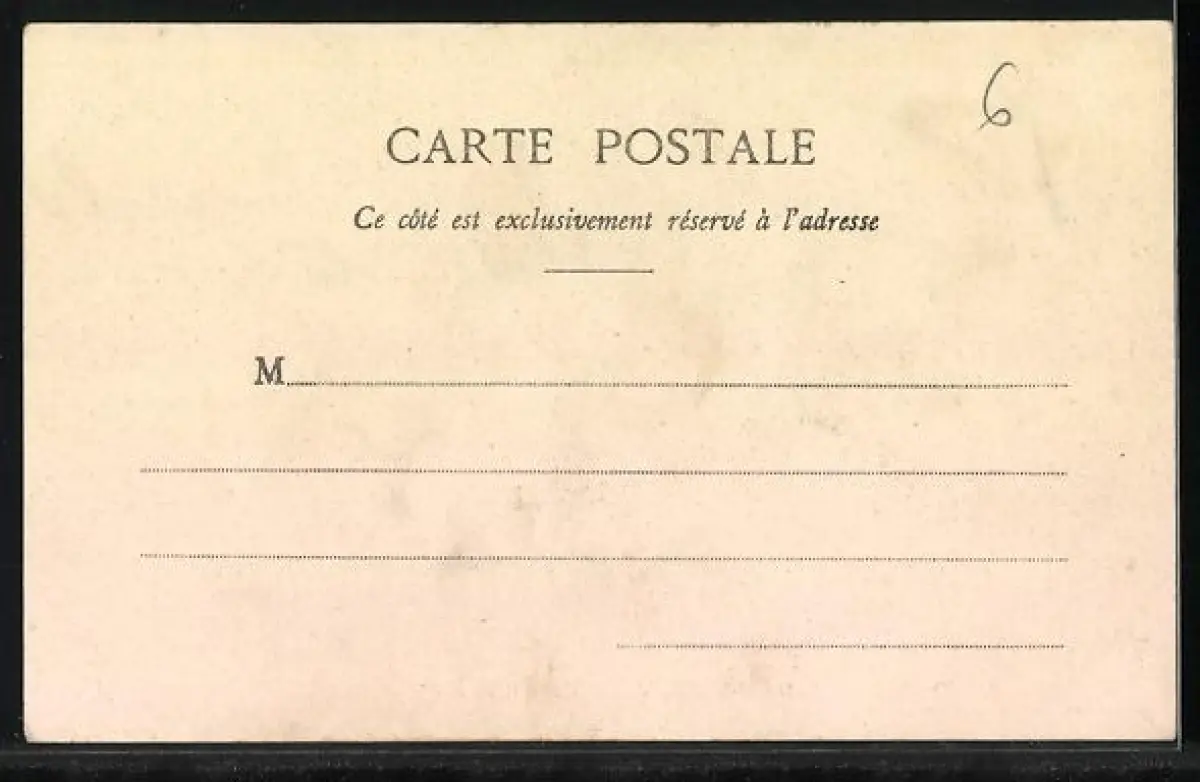 6
CARTE POSTALE
Ce côté est exclusivement réservé à l'adresse
M